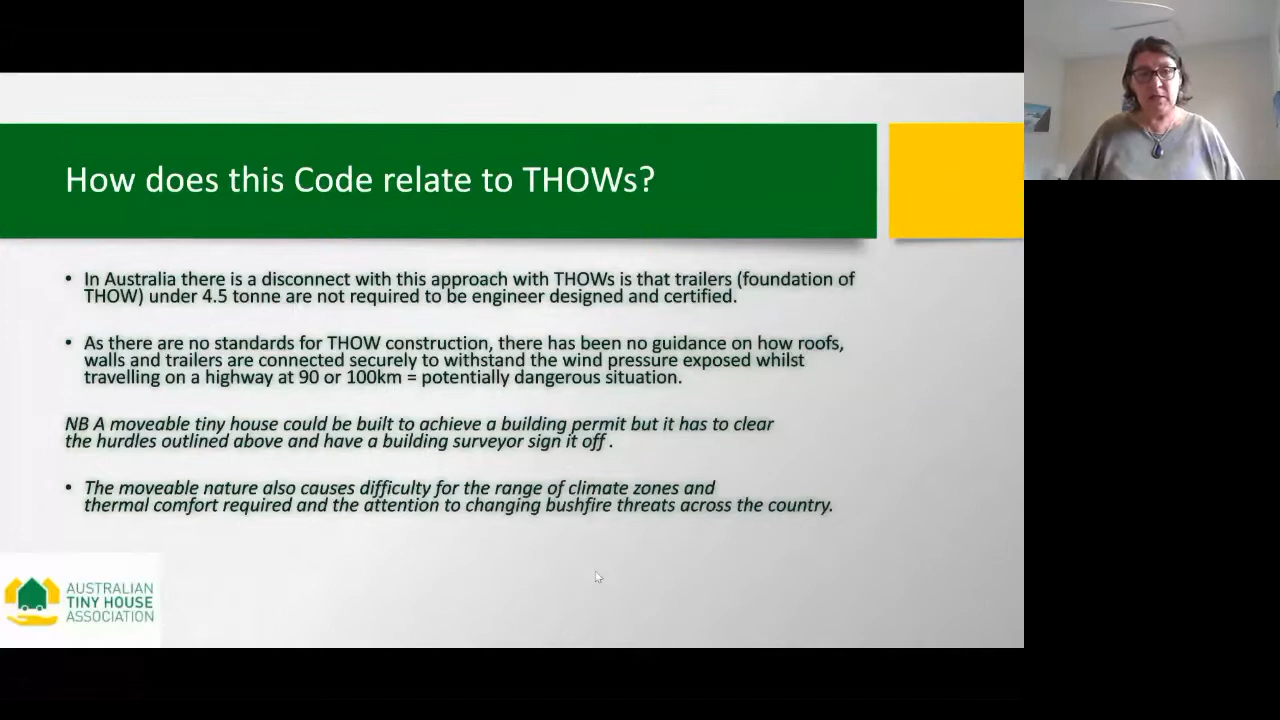 How does this Code relate to THOWs?
• In Australia there is a disconnect with this approach with THOWs is that trailers (foundation of
THOW) under 4.5 tonne are not required to be engineer designed and certified.
• As there are no standards for THOW construction, there has been no guidance on how roofs,
walls and trailers are connected securely to withstand the wind pressure exposed whilst
travelling on a highway at 90 or 100km = potentially dangerous situation.
NB A moveable tiny house could be built to achieve a building permit but it has to clear
the hurdles outlined above and have a building surveyor sign it off .
• The moveable nature also causes difficulty for the range of climate zones and
thermal comfort required and the attention to changing bushfire threats across the country.
AUSTRALIAN
TINY HOUSE
ASSOCIATION